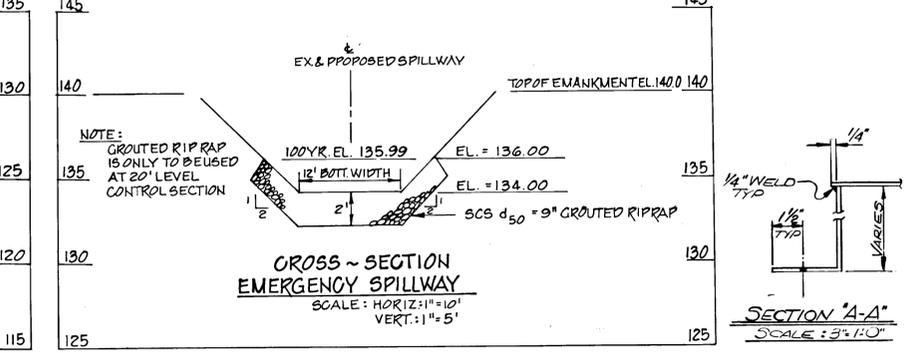 135
130
125
120
115
145
140
135
130
125
℄
EX & PPOPOSED SPILLWAY
TOP OF EMANKMENT EL. 140.0
NOTE:
GROUTED RIPRAP
IS ONLY TO BE USED
AT 20' LEVEL
CONTROL SECTION
100 YR. EL. 135.99
12' BOTT. WIDTH
EL. = 136.00
EL. = 134.00
2'
1
2
1
2
SCS d50 = 9" GROUTED RIPRAP
CROSS ~ SECTION
EMERGENCY SPILLWAY
SCALE: HORIZ: 1"=10'
VERT.: 1"=5'
145
140
135
130
125
1/4"
1/4" WELD
TYP
1 1/2"
TYP
VARIES
SECTION "A-A"
SCALE: 3"=1'-0"